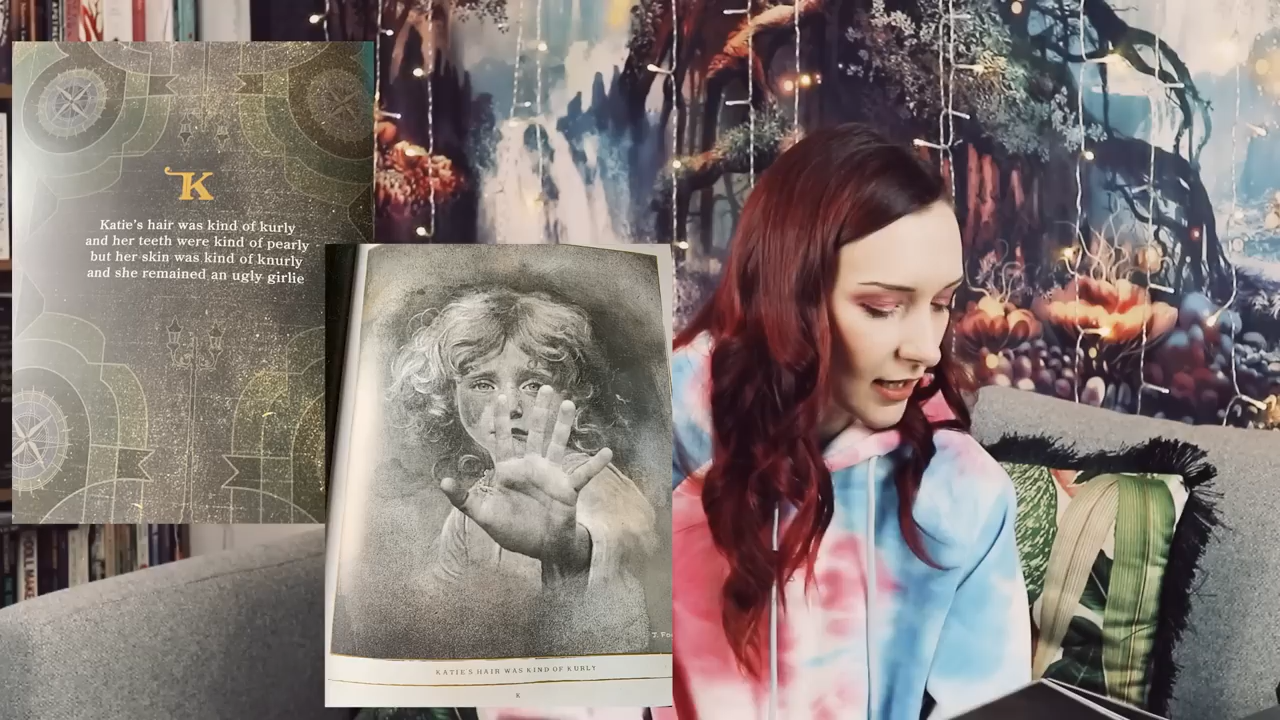 K
Katie's hair was kind of kurly
and her teeth were kind of pearly
but her skin was kind of knurly
and she remained an ugly girlie
KATIE'S HAIR WAS KIND OF KURLY
K